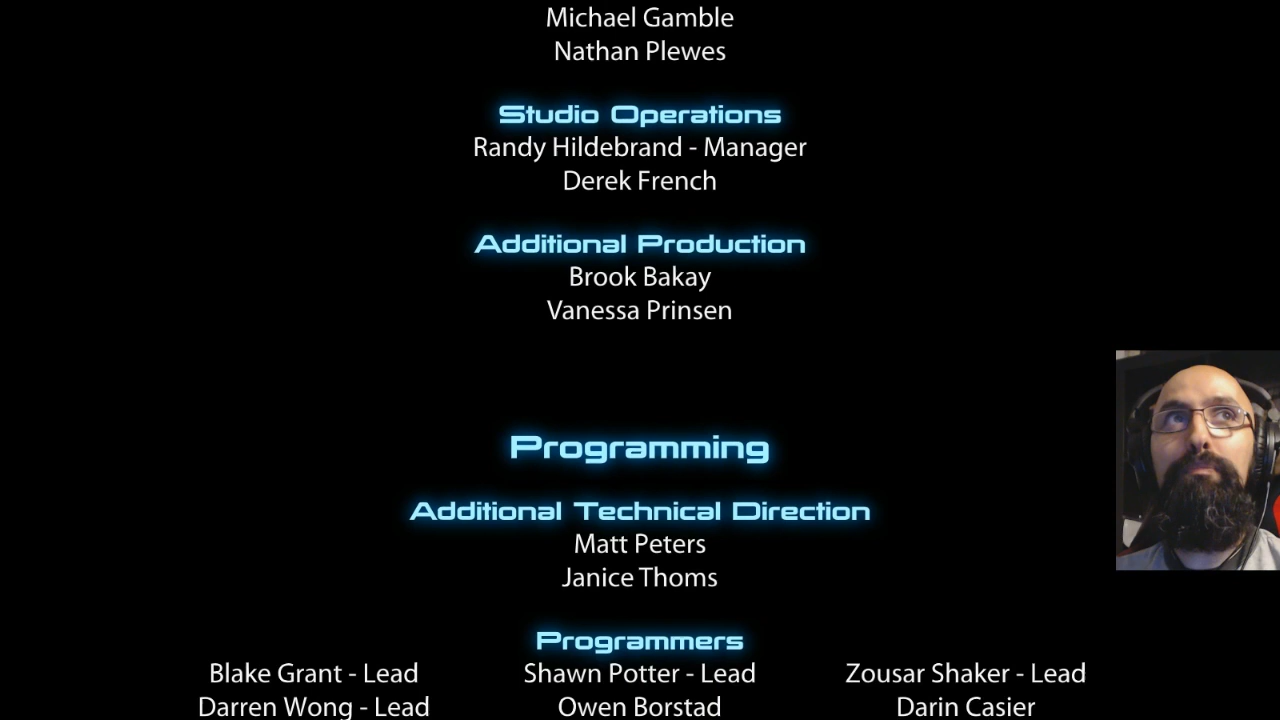 Michael Gamble
Nathan Plewes
Studio Operations
Randy Hildebrand - Manager
Derek French
Additional Production
Brook Bakay
Vanessa Prinsen
Programming
Additional Technical Direction
Matt Peters
Janice Thoms
Programmers
Blake Grant - Lead Shawn Potter - Lead Zousar Shaker - Lead
Darren Wong - Lead Owen Borstad Darin Casier